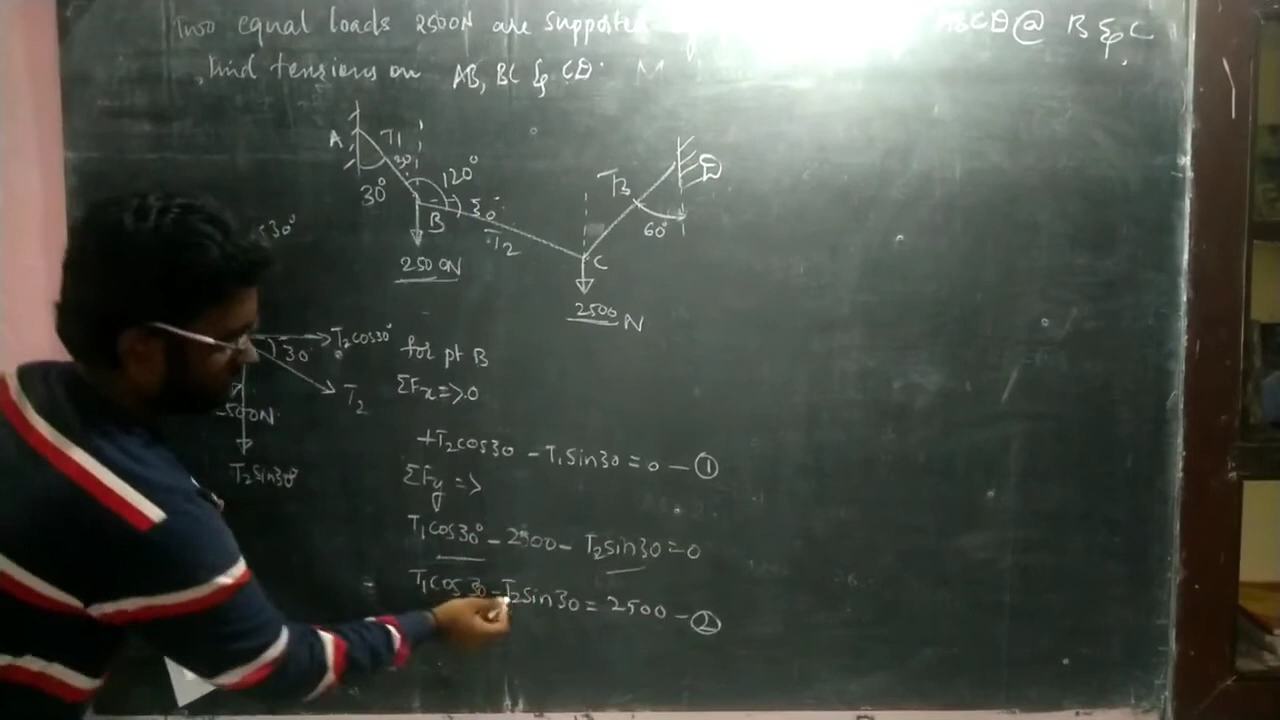 Two equal loads 2500N are supported ABCD @ B & C
find tensions on AB, BC & CD.
A T1 30° 120°
30° B 30° T2
2500N
T3 D 60°
C
2500 N
T2cos30°
30
T2
T2sin30°
for pt B
ΣFx => 0
+T2cos30 - T1sin30 = 0 - ①
ΣFy =>
T1cos30° - 2500 - T2sin30 = 0
T1cos30 - T2sin30 = 2500 - ②